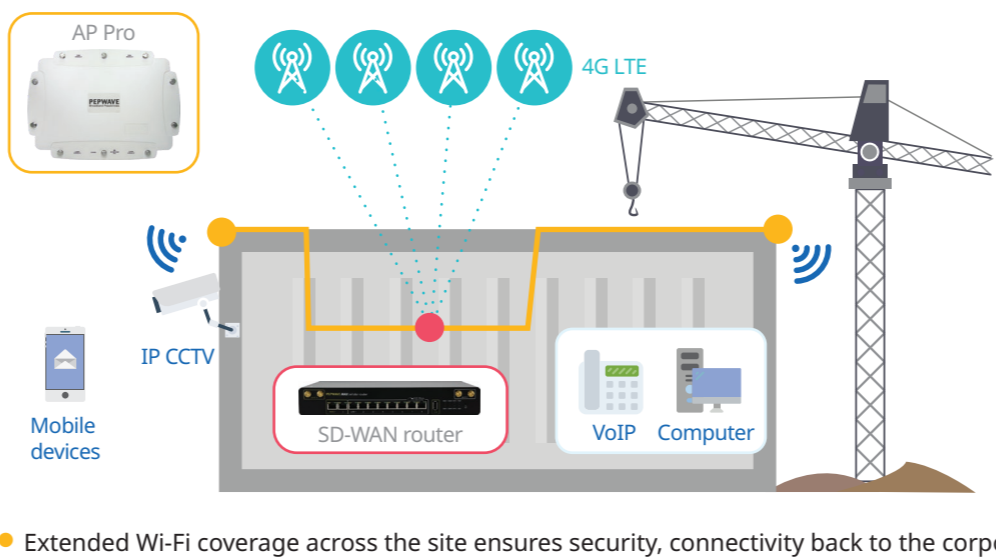 AP Pro
PEPWAVE
4G LTE
IP CCTV
Mobile
devices
SD-WAN router
VoIP
Computer
Extended Wi-Fi coverage across the site ensures security, connectivity back to the